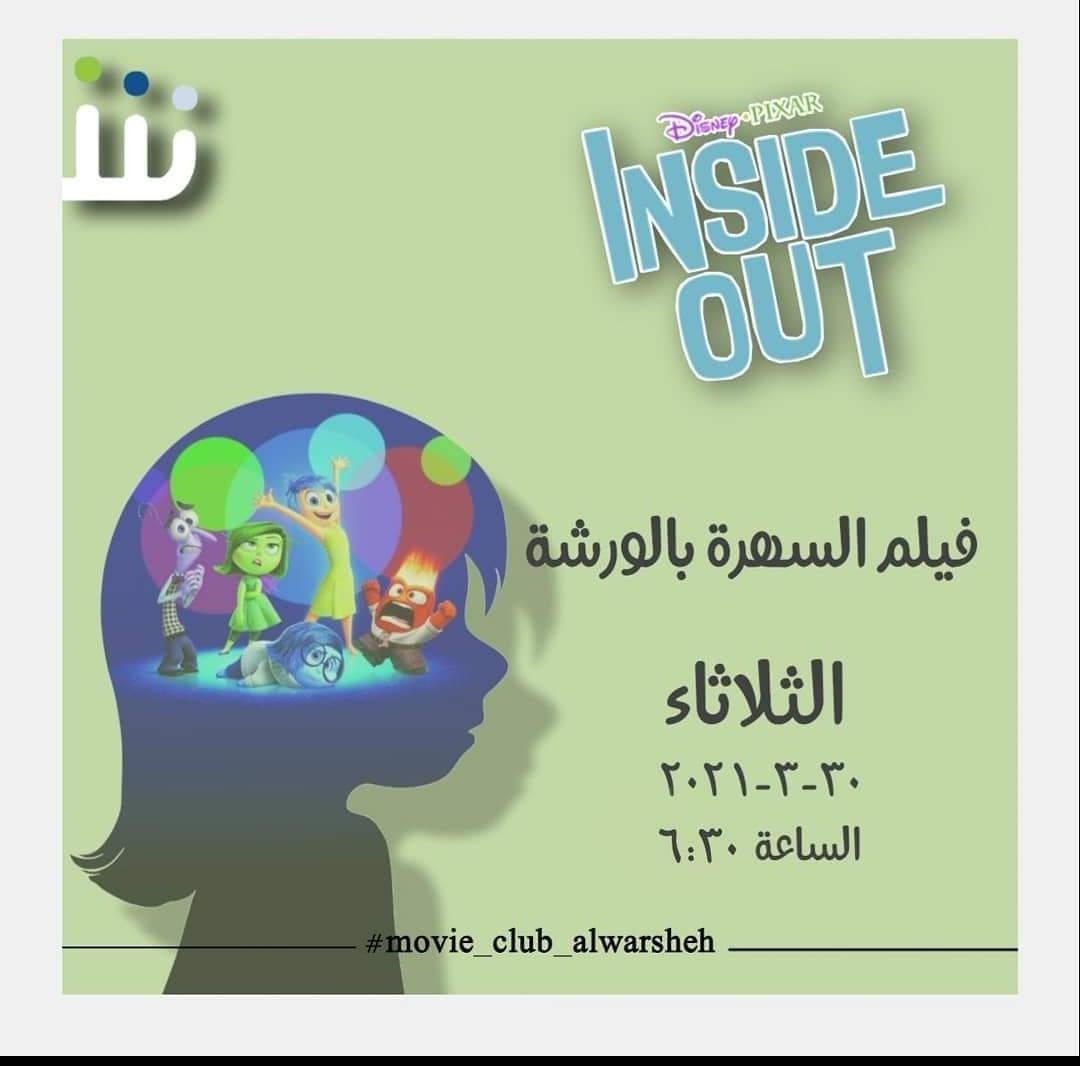 DISNEY•PIXAR
INSIDE
OUT
فيلم السهرة بالورشة
الثلاثاء
٣٠-٣-٢٠٢١
الساعة ٦:٣٠
#movie_club_alwarsheh